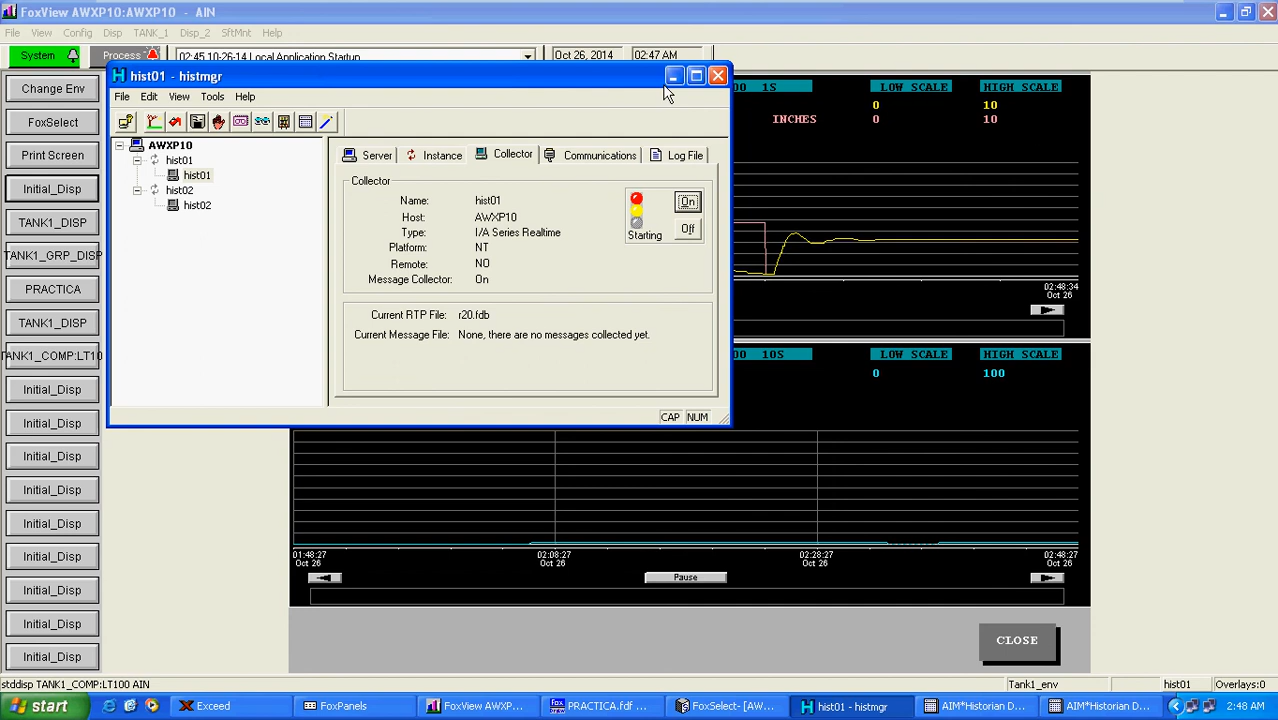 FoxView AWXP10:AWXP10 - AIN
File View Config Disp TANK_1 Disp_2 SftMnt Help
System Process 02:45 10-26-14 Local Application Startup Oct 26, 2014 02:47 AM
Change Env
FoxSelect
Print Screen
Initial_Disp
TANK1_DISP
TANK1_GRP_DISP
PRACTICA
TANK1_DISP
TANK1_COMP:LT10
Initial_Disp
Initial_Disp
Initial_Disp
Initial_Disp
Initial_Disp
Initial_Disp
Initial_Disp
Initial_Disp
Initial_Disp
hist01 - histmgr
File Edit View Tools Help
AWXP10
hist01
hist01
hist02
hist02
Server Instance Collector Communications Log File
Collector
Name: hist01
Host: AWXP10
Type: I/A Series Realtime
Platform: NT
Remote: NO
Message Collector: On
On
Off
Starting
Current RTP File: r20.fdb
Current Message File: None, there are no messages collected yet.
CAP NUM
00 1S LOW SCALE HIGH SCALE
0 10
INCHES 0 10
02:48:34
Oct 26
00 10S LOW SCALE HIGH SCALE
0 100
01:48:27 02:08:27 02:28:27 02:48:27
Oct 26 Oct 26 Oct 26 Oct 26
Pause
CLOSE
stddisp TANK1_COMP:LT100 AIN Tank1_env hist01 Overlays:0
start Exceed FoxPanels FoxView AWXP10:A... PRACTICA.fdf - Fox... FoxSelect- [AWXP... hist01 - histmgr AIM*Historian D... AIM*Historian D... 2:48 AM